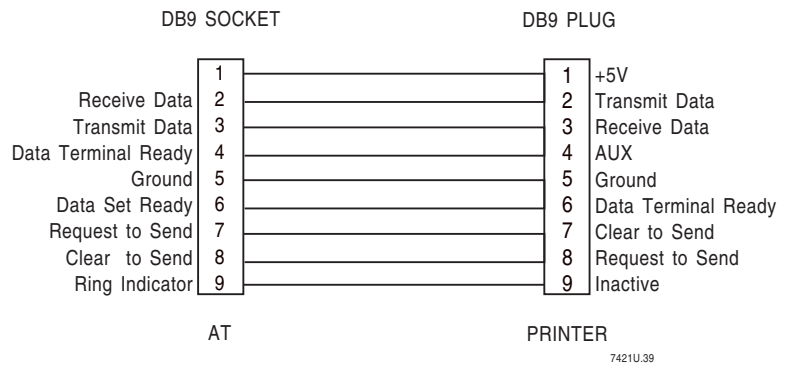 DB9 SOCKET DB9 PLUG
1 1 +5V
Receive Data 2 2 Transmit Data
Transmit Data 3 3 Receive Data
Data Terminal Ready 4 4 AUX
Ground 5 5 Ground
Data Set Ready 6 6 Data Terminal Ready
Request to Send 7 7 Clear to Send
Clear to Send 8 8 Request to Send
Ring Indicator 9 9 Inactive
AT PRINTER
7421U.39